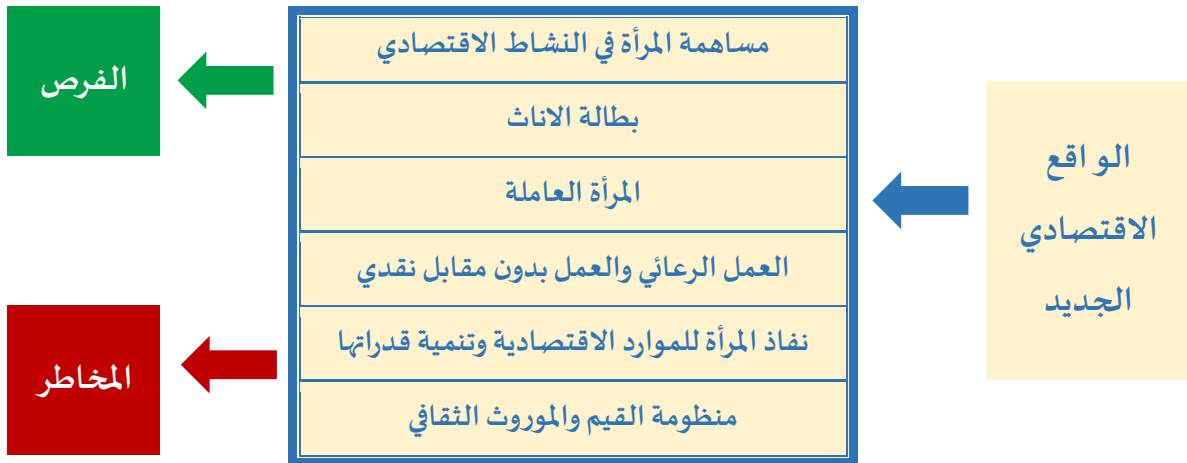 الواقع
الاقتصادي
الجديد
مساهمة المرأة في النشاط الاقتصادي
بطالة الاناث
المرأة العاملة
العمل الرعائي والعمل بدون مقابل نقدي
نفاذ المرأة للموارد الاقتصادية وتنمية قدراتها
منظومة القيم والموروث الثقافي
الفرص
المخاطر